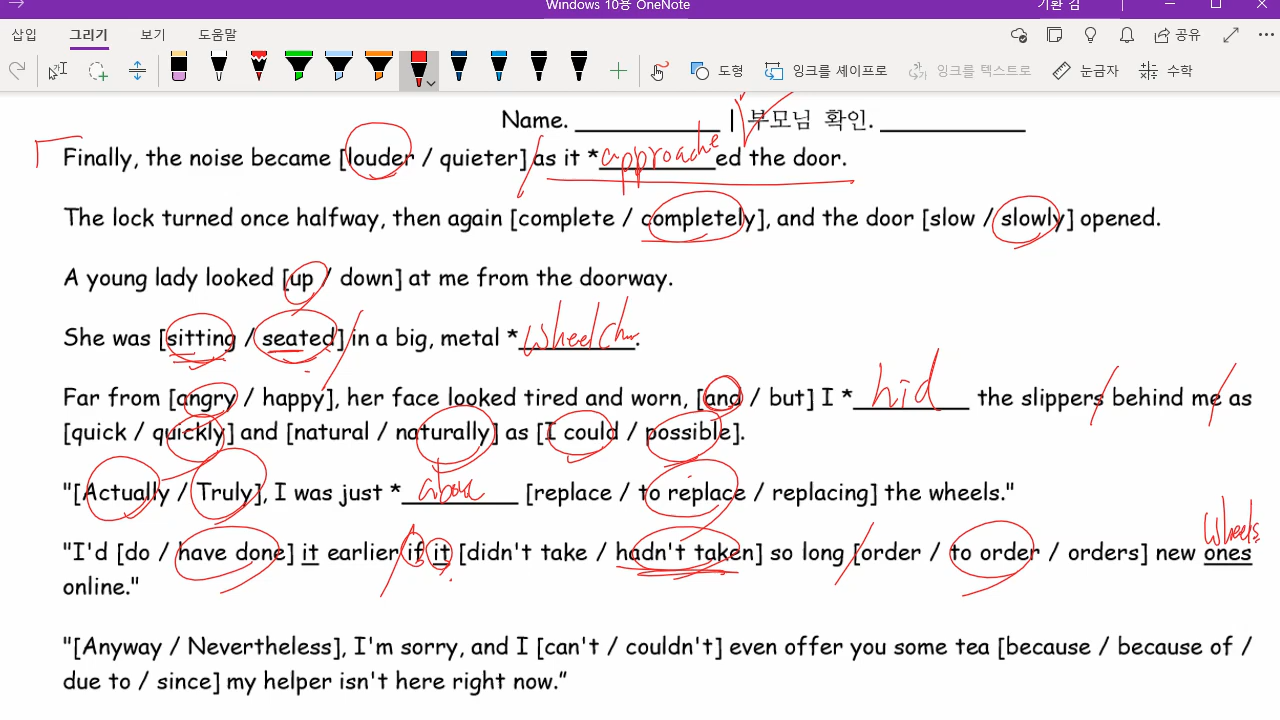 Windows 10용 OneNote
기환 김
삽입 그리기 보기 도움말
공유
도형 잉크를 셰이프로 잉크를 텍스트로 눈금자 수학
Name. ____________ | 부모님 확인. ____________
Finally, the noise became [louder / quieter] as it *approacheed the door.
The lock turned once halfway, then again [complete / completely], and the door [slow / slowly] opened.
A young lady looked [up / down] at me from the doorway.
She was [sitting / seated] in a big, metal *__________.
Far from [angry / happy], her face looked tired and worn, [and / but] I *hid the slippers behind me as
[quick / quickly] and [natural / naturally] as [I could / possible].
"[Actually / Truly], I was just *about [replace / to replace / replacing] the wheels."
wheels
"I'd [do / have done] it earlier if it [didn't take / hadn't taken] so long [order / to order / orders] new ones
online."
"[Anyway / Nevertheless], I'm sorry, and I [can't / couldn't] even offer you some tea [because / because of /
due to / since] my helper isn't here right now.”